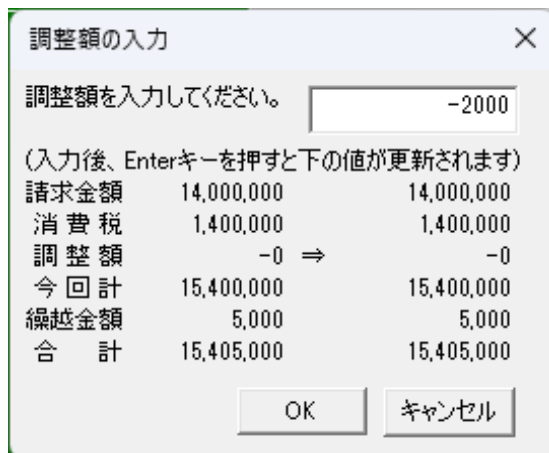 調整額の入力
調整額を入力してください。 -2000
(入力後、Enterキーを押すと下の値が更新されます)
請求金額 14,000,000 14,000,000
消費税 1,400,000 1,400,000
調整額 -0 ⇒ -0
今回計 15,400,000 15,400,000
繰越金額 5,000 5,000
合計 15,405,000 15,405,000
OK キャンセル